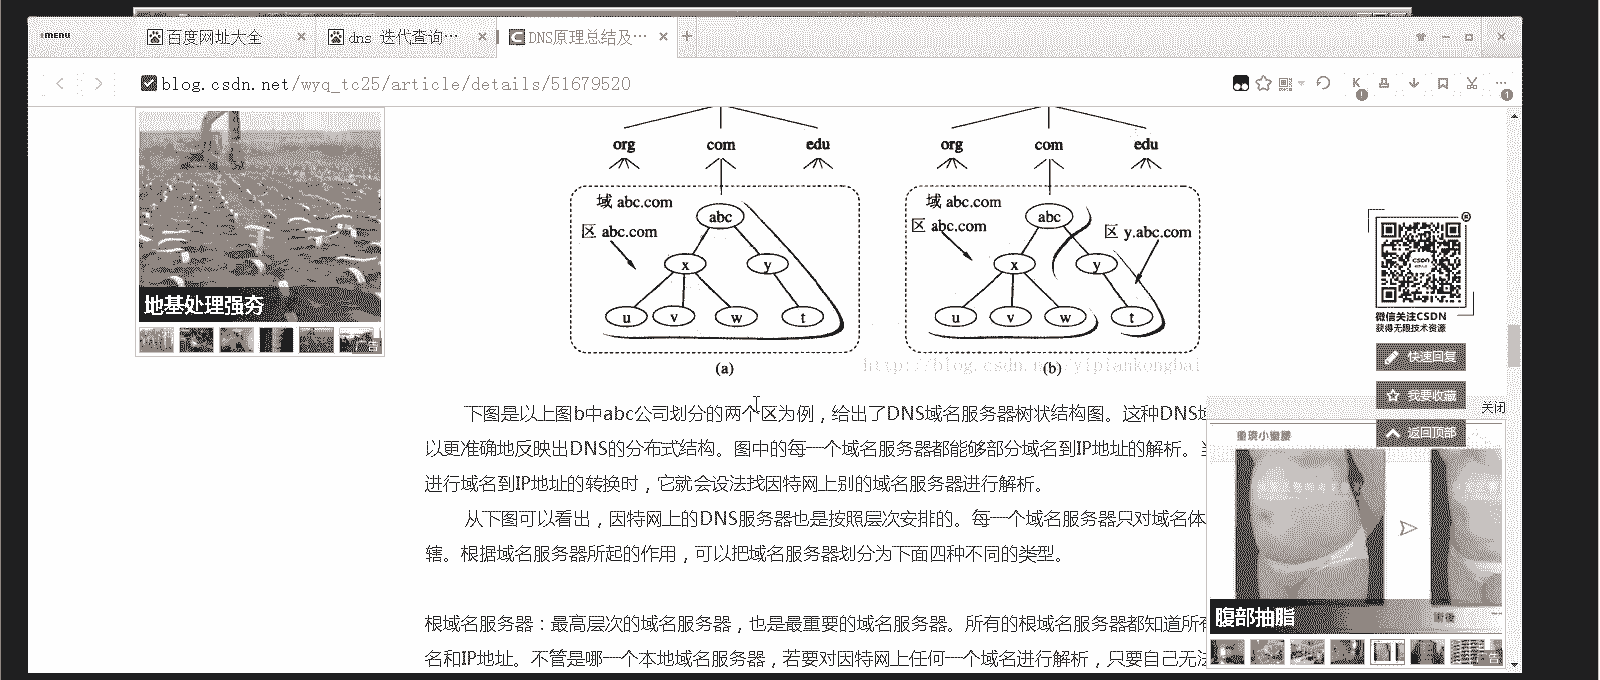 ≡MENU
百度网址大全
dns 迭代查询…
DNS原理总结及…
blog.csdn.net/wyq_tc25/article/details/51679520
org com edu
org com edu
域 abc.com
区 abc.com
abc
x y
u v w t
(a)
域 abc.com
区 abc.com
区 y.abc.com
abc
x y
u v w t
(b)
http://blog.csdn.net/yipiankongbai
地基处理强夯
广告
下图是以上图b中abc公司划分的两个区为例，给出了DNS域名服务器树状结构图。这种DNS域
以更准确地反映出DNS的分布式结构。图中的每一个域名服务器都能够部分域名到IP地址的解析。当
进行域名到IP地址的转换时，它就会设法找因特网上别的域名服务器进行解析。
从下图可以看出，因特网上的DNS服务器也是按照层次安排的。每一个域名服务器只对域名体
辖。根据域名服务器所起的作用，可以把域名服务器划分为下面四种不同的类型。
根域名服务器：最高层次的域名服务器，也是最重要的域名服务器。所有的根域名服务器都知道所有
名和IP地址。不管是哪一个本地域名服务器，若要对因特网上任何一个域名进行解析，只要自己无法
csdn
微信关注CSDN
获得无限技术资源
快速回复
我要收藏
返回顶部
关闭
腹部抽脂
术后
广告